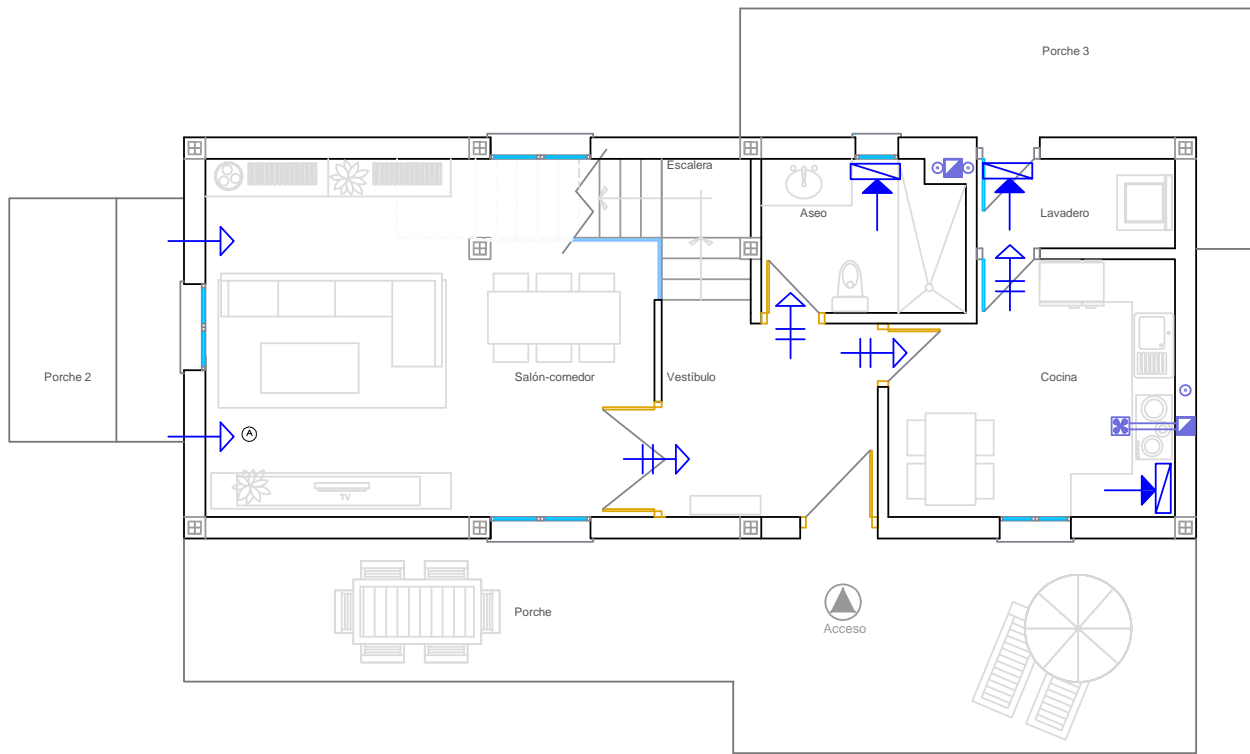 Porche 3
Escalera
Aseo
Lavadero
Porche 2
Salón-comedor
Vestíbulo
Cocina
A
TV
Porche
Acceso